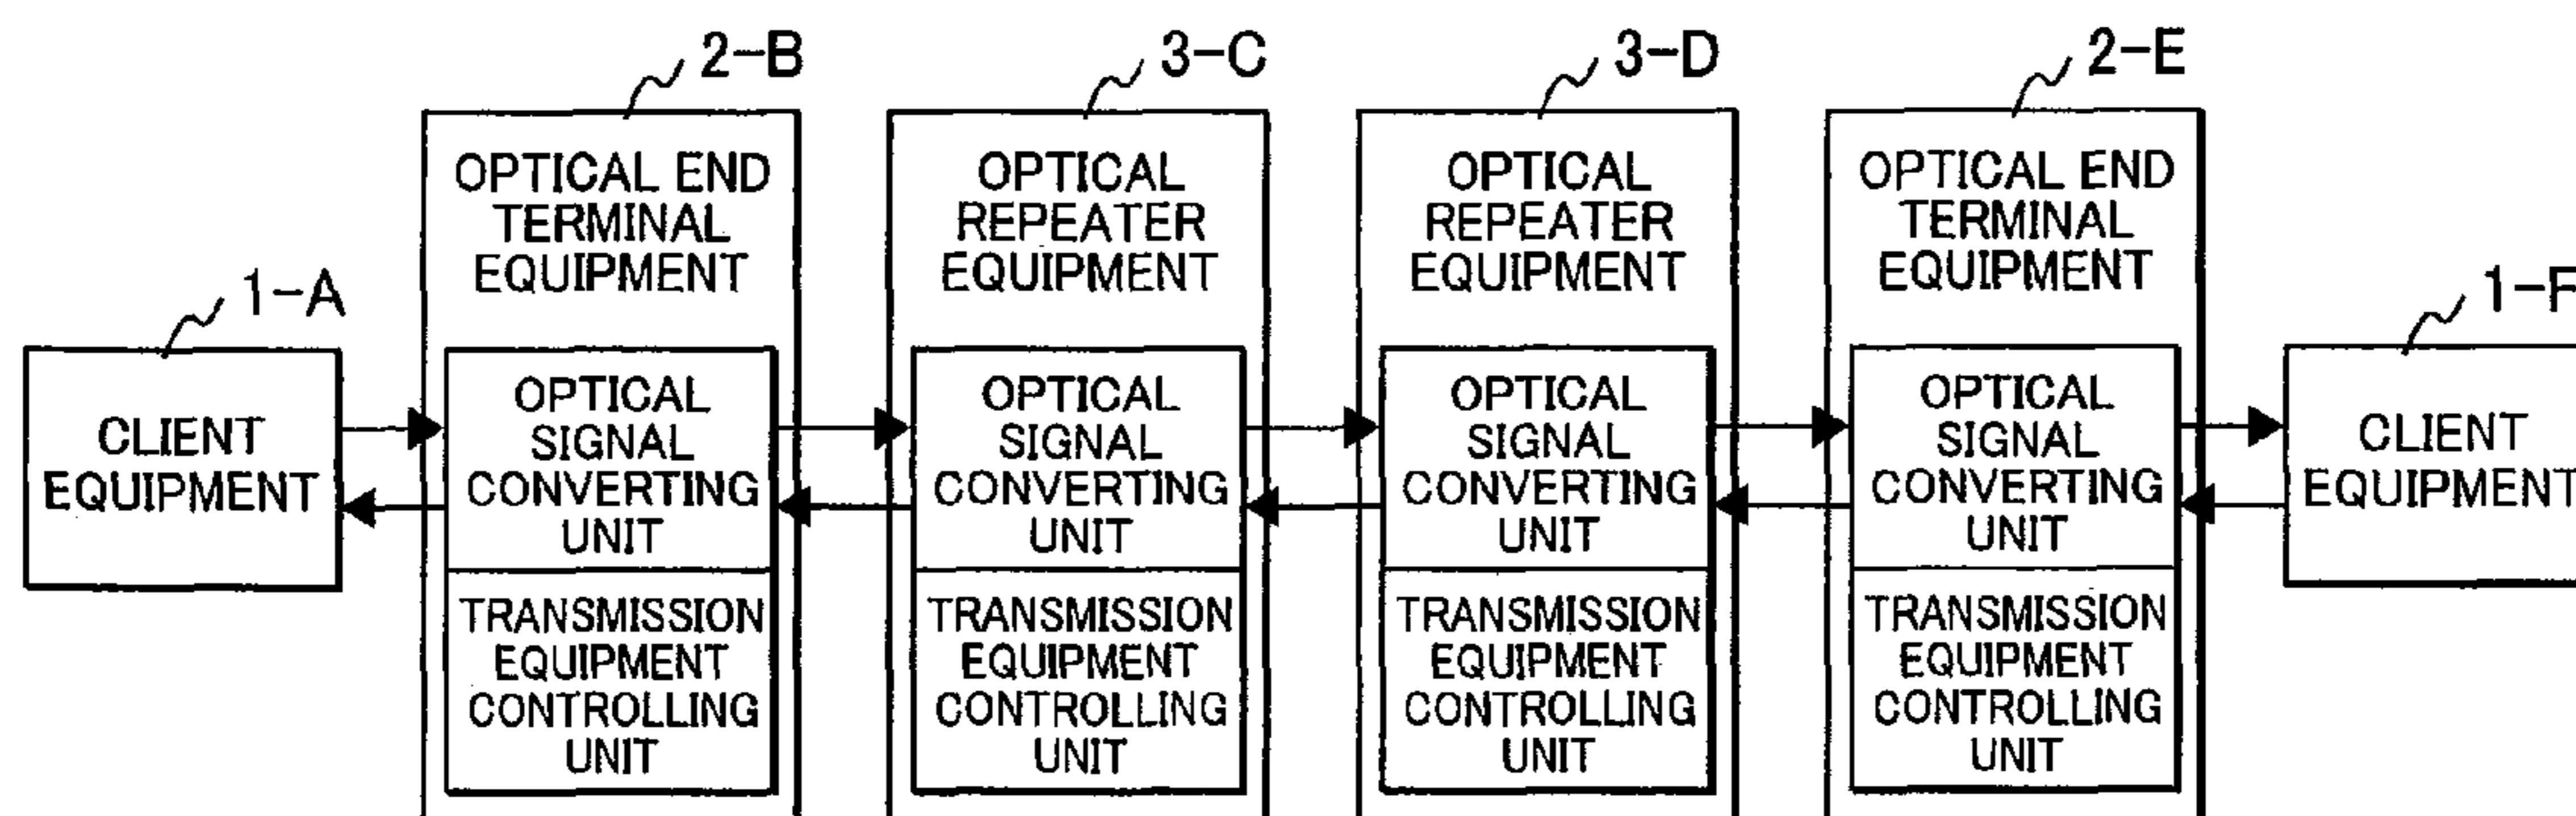 2-B
3-C
3-D
2-E
OPTICAL END
TERMINAL
EQUIPMENT
OPTICAL
REPEATER
EQUIPMENT
OPTICAL
REPEATER
EQUIPMENT
OPTICAL END
TERMINAL
EQUIPMENT
1-A
1-F
CLIENT
EQUIPMENT
OPTICAL
SIGNAL
CONVERTING
UNIT
OPTICAL
SIGNAL
CONVERTING
UNIT
OPTICAL
SIGNAL
CONVERTING
UNIT
OPTICAL
SIGNAL
CONVERTING
UNIT
CLIENT
EQUIPMENT
TRANSMISSION
EQUIPMENT
CONTROLLING
UNIT
TRANSMISSION
EQUIPMENT
CONTROLLING
UNIT
TRANSMISSION
EQUIPMENT
CONTROLLING
UNIT
TRANSMISSION
EQUIPMENT
CONTROLLING
UNIT